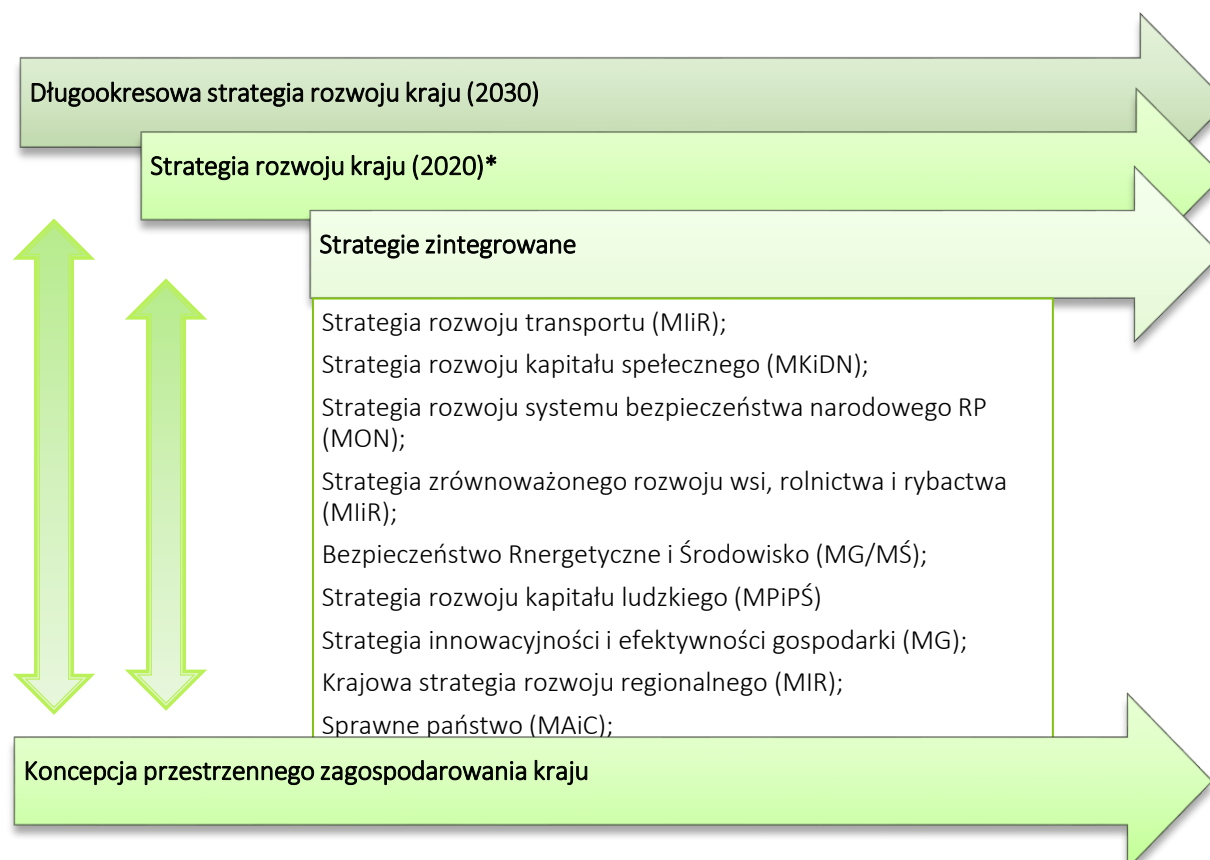 Długookresowa strategia rozwoju kraju (2030)
Strategia rozwoju kraju (2020)*
Strategie zintegrowane
Strategia rozwoju transportu (MIiR);
Strategia rozwoju kapitału spełecznego (MKiDN);
Strategia rozwoju systemu bezpieczeństwa narodowego RP
(MON);
Strategia zrównoważonego rozwoju wsi, rolnictwa i rybactwa
(MIiR);
Bezpieczeństwo Rnergetyczne i Środowisko (MG/MŚ);
Strategia rozwoju kapitału ludzkiego (MPiPŚ)
Strategia innowacyjności i efektywności gospodarki (MG);
Krajowa strategia rozwoju regionalnego (MIR);
Sprawne państwo (MAiC);
Koncepcja przestrzennego zagospodarowania kraju